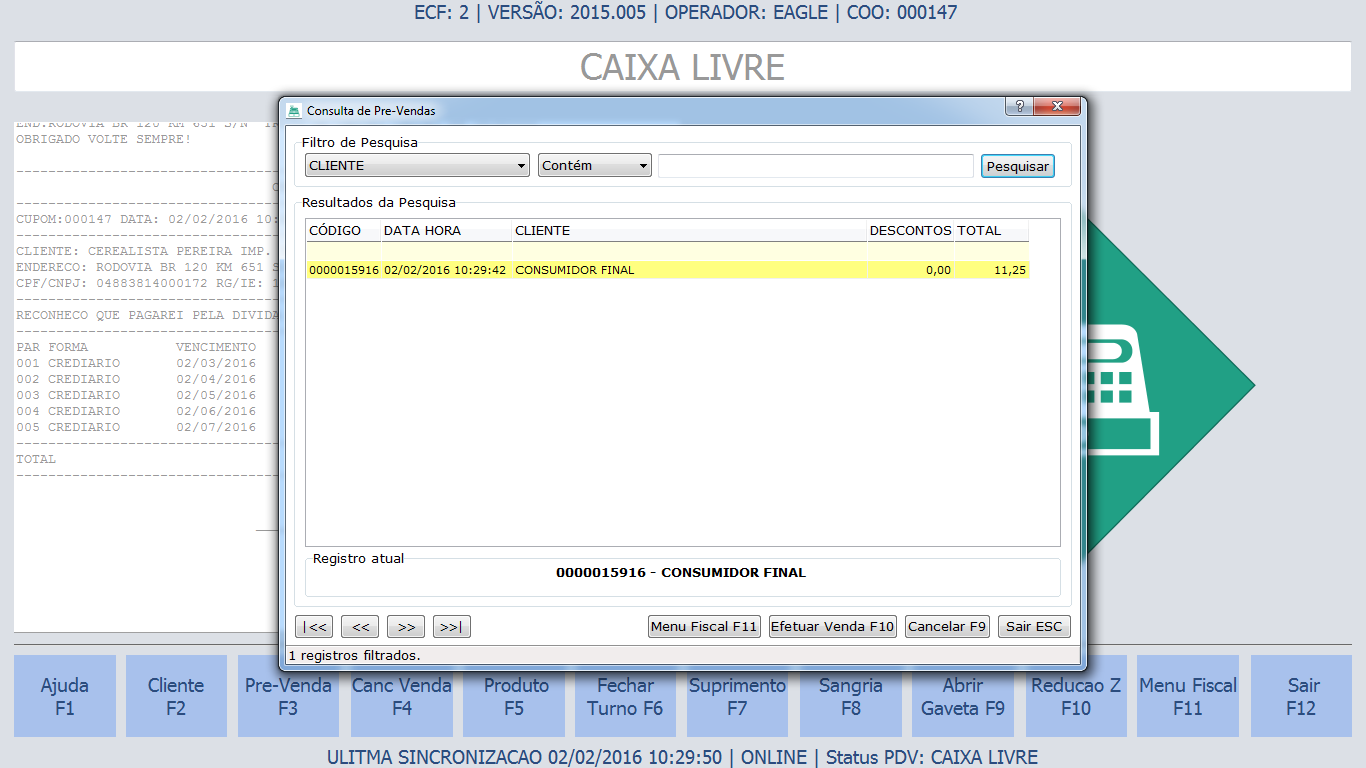 ECF: 2 | VERSÃO: 2015.005 | OPERADOR: EAGLE | COO: 000147
CAIXA LIVRE
END.RODOVIA BR 120 KM 651 S/N
OBRIGADO VOLTE SEMPRE!
CUPOM:000147 DATA: 02/02/2016 10:
CLIENTE: CEREALISTA PEREIRA IMP.
ENDERECO: RODOVIA BR 120 KM 651 S
CPF/CNPJ: 04883814000172 RG/IE: 1
RECONHECO QUE PAGAREI PELA DIVIDA
PAR FORMA VENCIMENTO
001 CREDIARIO 02/03/2016
002 CREDIARIO 02/04/2016
003 CREDIARIO 02/05/2016
004 CREDIARIO 02/06/2016
005 CREDIARIO 02/07/2016
TOTAL
Consulta de Pre-Vendas
Filtro de Pesquisa
CLIENTE Contém Pesquisar
Resultados da Pesquisa
CÓDIGO DATA HORA CLIENTE DESCONTOS TOTAL
0000015916 02/02/2016 10:29:42 CONSUMIDOR FINAL 0,00 11,25
Registro atual
0000015916 - CONSUMIDOR FINAL
|<< << >> >>| Menu Fiscal F11 Efetuar Venda F10 Cancelar F9 Sair ESC
1 registros filtrados.
Ajuda Cliente Pre-Venda Canc Venda Produto Fechar Suprimento Sangria Abrir Reducao Z Menu Fiscal Sair
F1 F2 F3 F4 F5 Turno F6 F7 F8 Gaveta F9 F10 F11 F12
ULITMA SINCRONIZACAO 02/02/2016 10:29:50 | ONLINE | Status PDV: CAIXA LIVRE